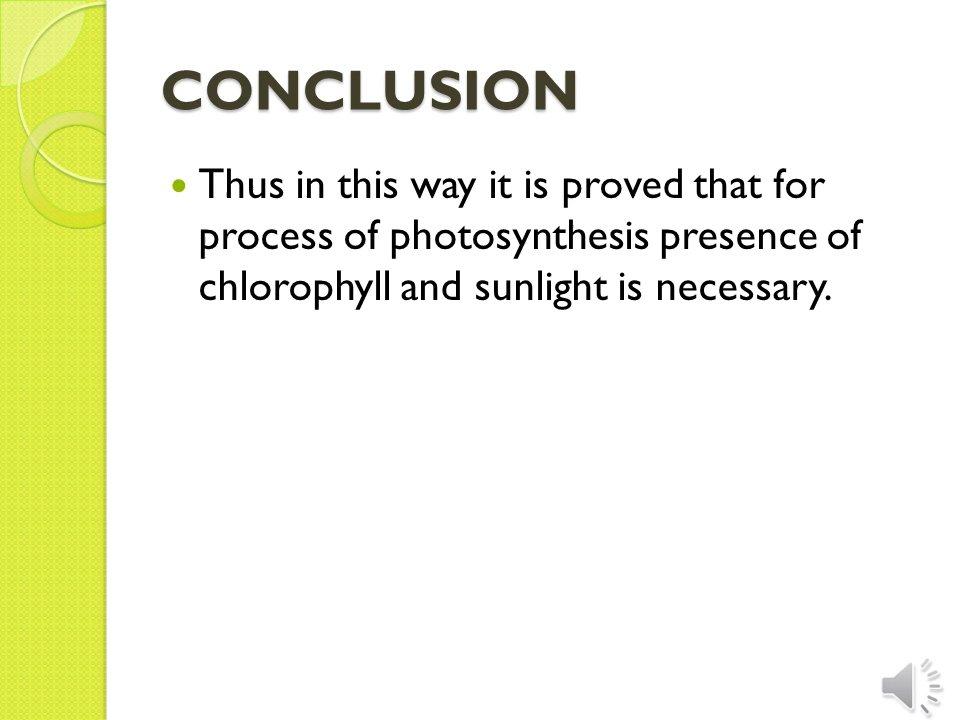 CONCLUSION
Thus in this way it is proved that for
process of photosynthesis presence of
chlorophyll and sunlight is necessary.